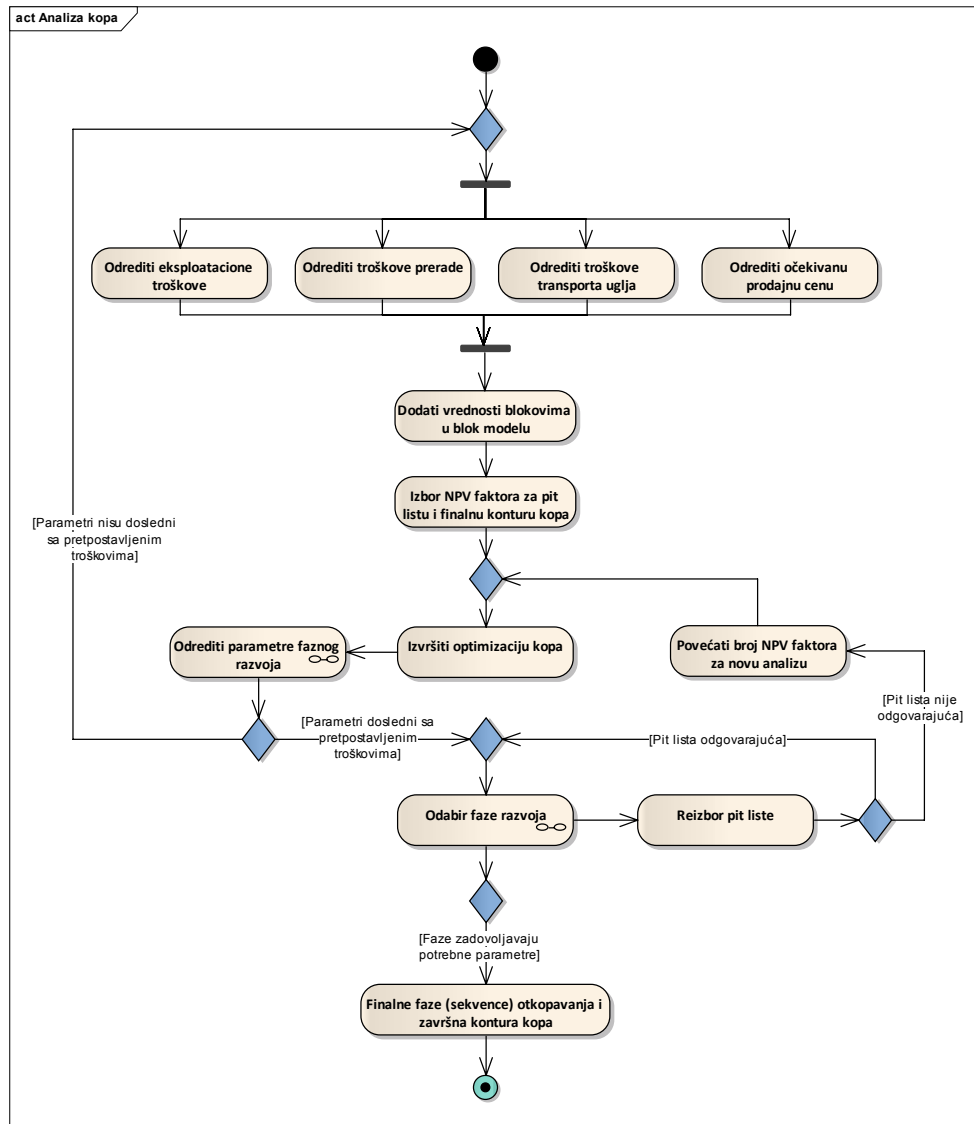 act Analiza kopa
Odrediti eksploatacione
troškove
Odrediti troškove prerade
Odrediti troškove
transporta uglja
Odrediti očekivanu
prodajnu cenu
Dodati vrednosti blokovima
u blok modelu
Izbor NPV faktora za pit
listu i finalnu konturu kopa
[Parametri nisu dosledni
sa pretpostavljenim
troškovima]
Odrediti parametre faznog
razvoja
Izvršiti optimizaciju kopa
Povećati broj NPV faktora
za novu analizu
[Pit lista nije
odgovarajuća]
[Parametri dosledni sa
pretpostavljenim
troškovima]
[Pit lista odgovarajuća]
Odabir faze razvoja
Reizbor pit liste
[Faze zadovoljavaju
potrebne parametre]
Finalne faze (sekvence) otkopavanja i
završna kontura kopa